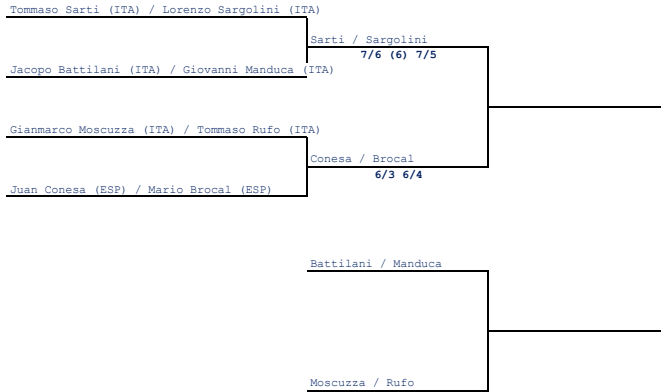 Tommaso Sarti (ITA) / Lorenzo Sargolini (ITA)
Sarti / Sargolini
7/6 (6) 7/5
Jacopo Battilani (ITA) / Giovanni Manduca (ITA)
Gianmarco Moscuzza (ITA) / Tommaso Rufo (ITA)
Conesa / Brocal
6/3 6/4
Juan Conesa (ESP) / Mario Brocal (ESP)
Battilani / Manduca
Moscuzza / Rufo